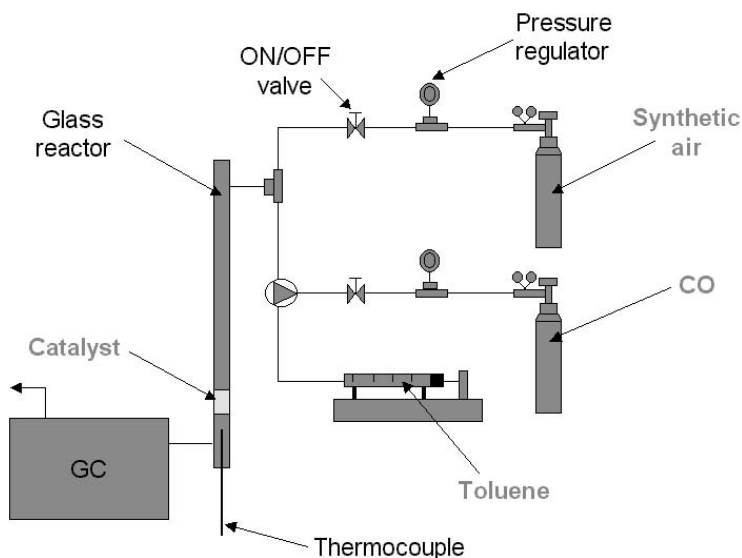 Pressure
regulator
ON/OFF
valve
Glass
reactor
Synthetic
air
CO
Catalyst
GC
Toluene
Thermocouple